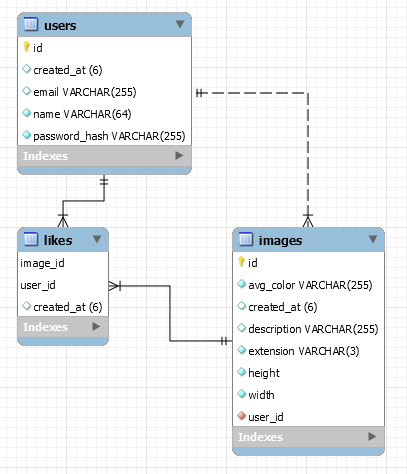 users
id
created_at (6)
email VARCHAR(255)
name VARCHAR(64)
password_hash VARCHAR(255)
Indexes
likes
image_id
user_id
created_at (6)
Indexes
images
id
avg_color VARCHAR(255)
created_at (6)
description VARCHAR(255)
extension VARCHAR(3)
height
width
user_id
Indexes